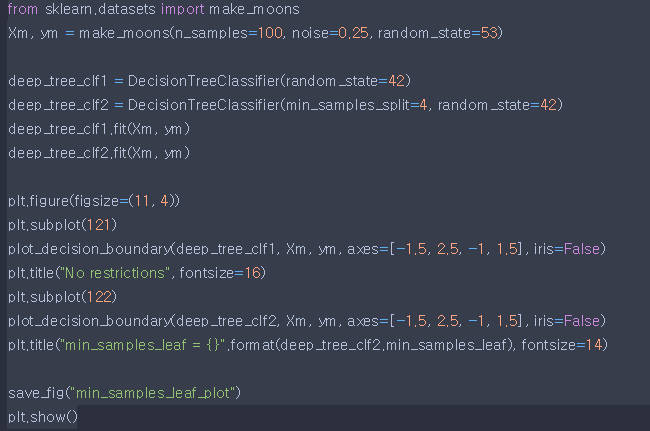 from sklearn.datasets import make_moons
Xm, ym = make_moons(n_samples=100, noise=0.25, random_state=53)
deep_tree_clf1 = DecisionTreeClassifier(random_state=42)
deep_tree_clf2 = DecisionTreeClassifier(min_samples_split=4, random_state=42)
deep_tree_clf1.fit(Xm, ym)
deep_tree_clf2.fit(Xm, ym)
plt.figure(figsize=(11, 4))
plt.subplot(121)
plot_decision_boundary(deep_tree_clf1, Xm, ym, axes=[-1.5, 2.5, -1, 1.5], iris=False)
plt.title("No restrictions", fontsize=16)
plt.subplot(122)
plot_decision_boundary(deep_tree_clf2, Xm, ym, axes=[-1.5, 2.5, -1, 1.5], iris=False)
plt.title("min_samples_leaf = {}".format(deep_tree_clf2.min_samples_leaf), fontsize=14)
save_fig("min_samples_leaf_plot")
plt.show()